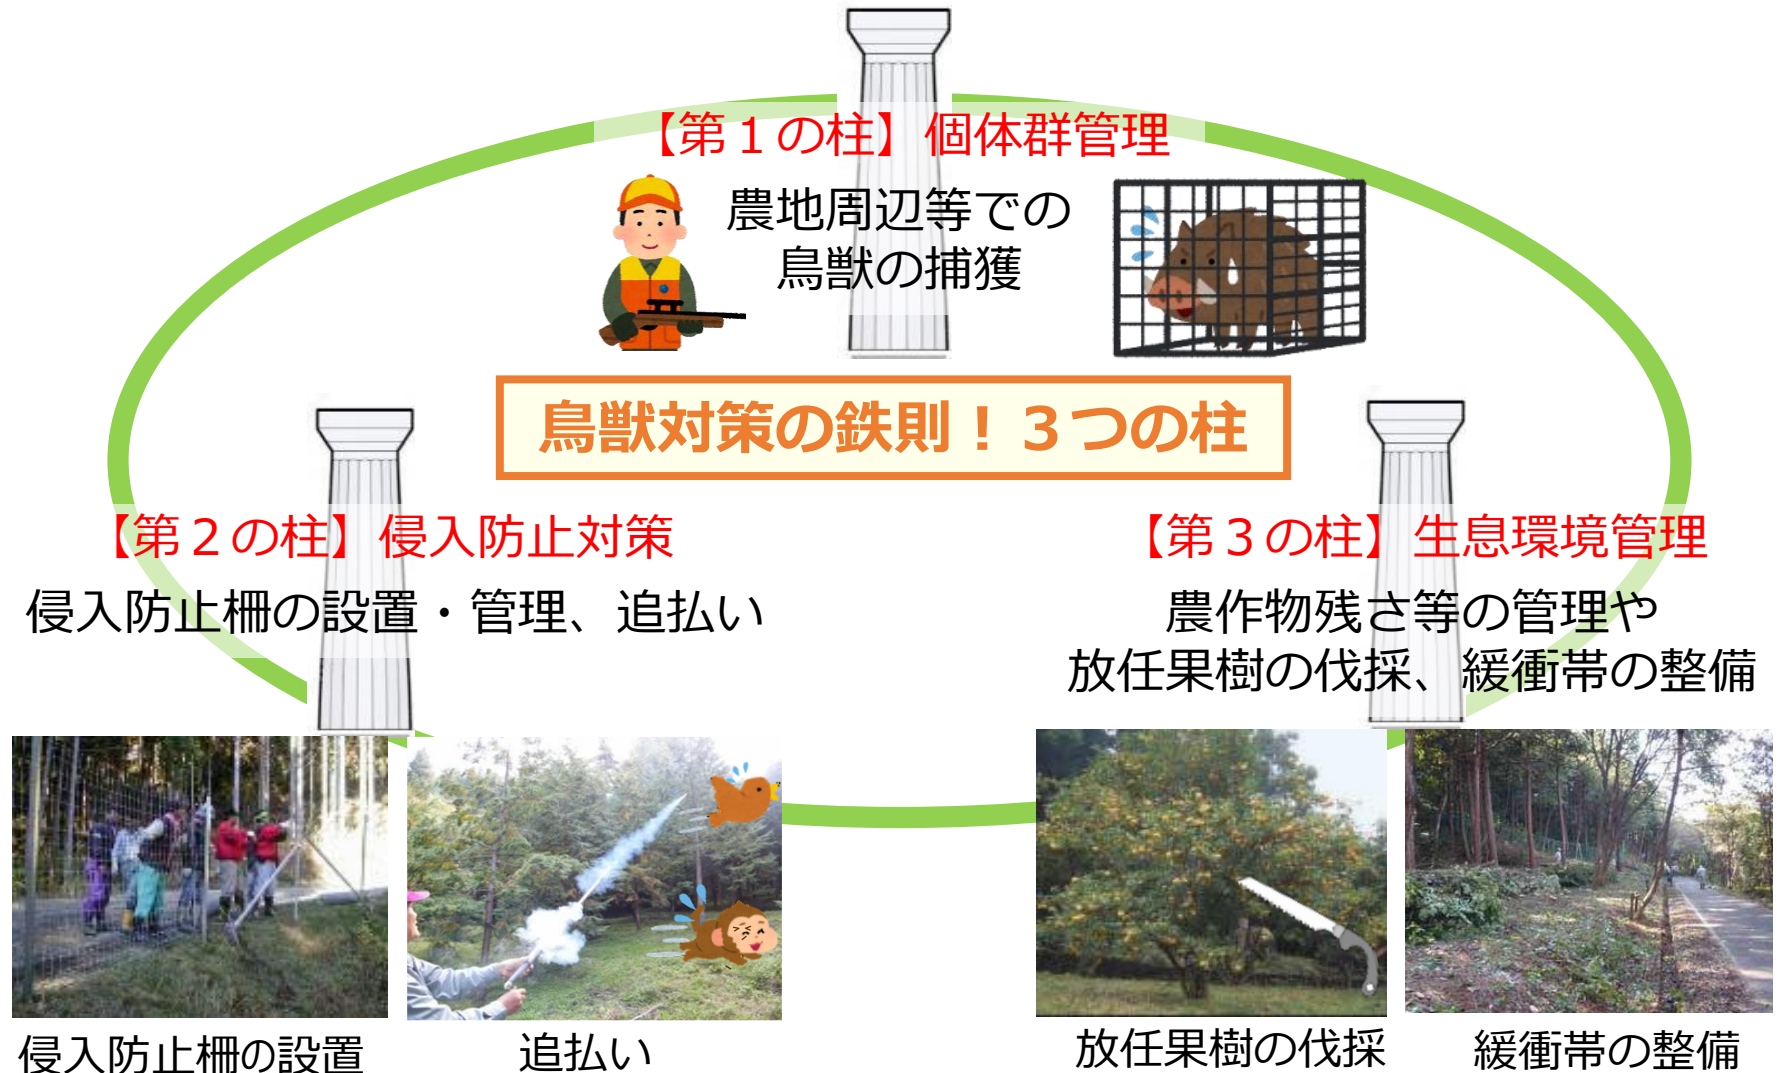 【第１の柱】個体群管理
農地周辺等での
鳥獣の捕獲
鳥獣対策の鉄則！３つの柱
【第２の柱】侵入防止対策
侵入防止柵の設置・管理、追払い
【第３の柱】生息環境管理
農作物残さ等の管理や
放任果樹の伐採、緩衝帯の整備
侵入防止柵の設置
追払い
放任果樹の伐採
緩衝帯の整備